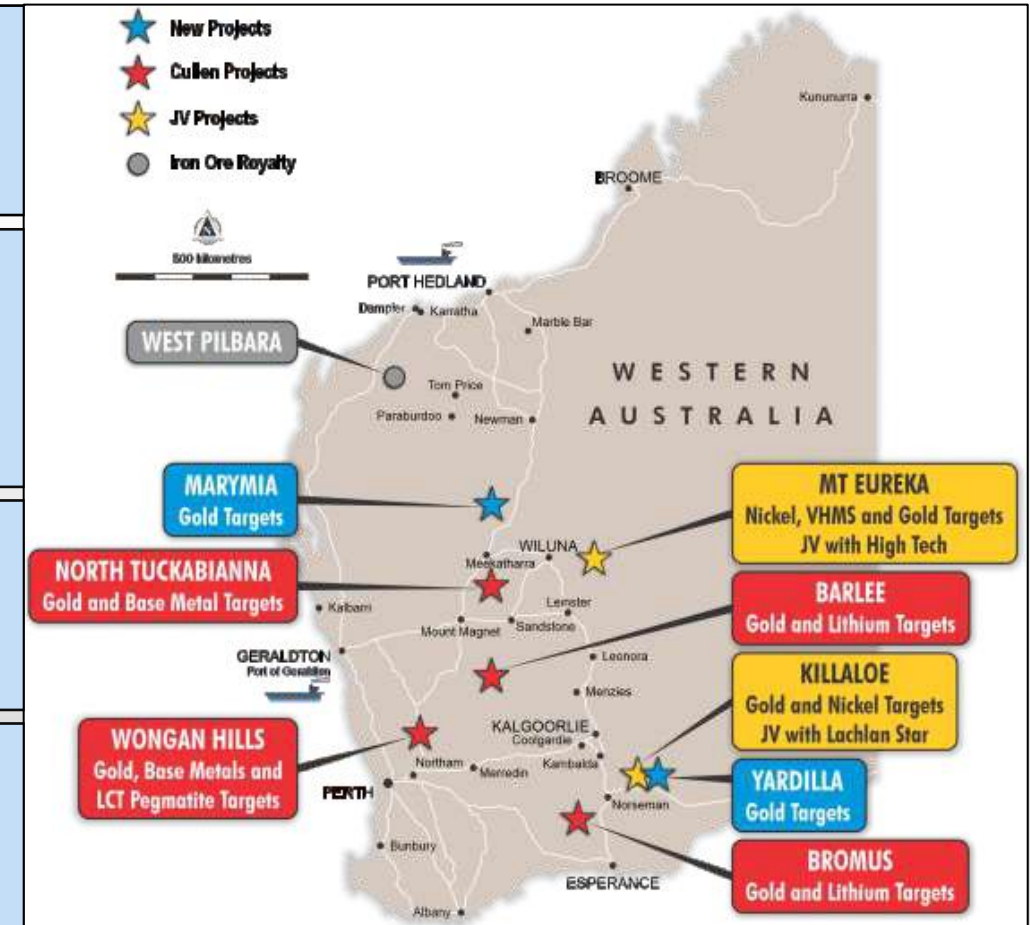 New Projects
Cullen Projects
JV Projects
Iron Ore Royalty
500 kilometres
Kununurra
BROOME
PORT HEDLAND
Dampier
Karratha
Marble Bar
WEST PILBARA
Tom Price
Paraburdoo
Newman
WESTERN
AUSTRALIA
MARYMIA
Gold Targets
MT EUREKA
Nickel, VHMS and Gold Targets
JV with High Tech
WILUNA
Meekatharra
NORTH TUCKABIANNA
Gold and Base Metal Targets
BARLEE
Gold and Lithium Targets
Kalbarri
Leinster
Mount Magnet
Sandstone
GERALDTON
Port of Geraldton
Leonora
Menzies
KILLALOE
Gold and Nickel Targets
JV with Lachlan Star
WONGAN HILLS
Gold, Base Metals and
LCT Pegmatite Targets
KALGOORLIE
Coolgardie
Kambalda
Northam
Merredin
PERTH
Norseman
YARDILLA
Gold Targets
Bunbury
BROMUS
Gold and Lithium Targets
ESPERANCE
Albany